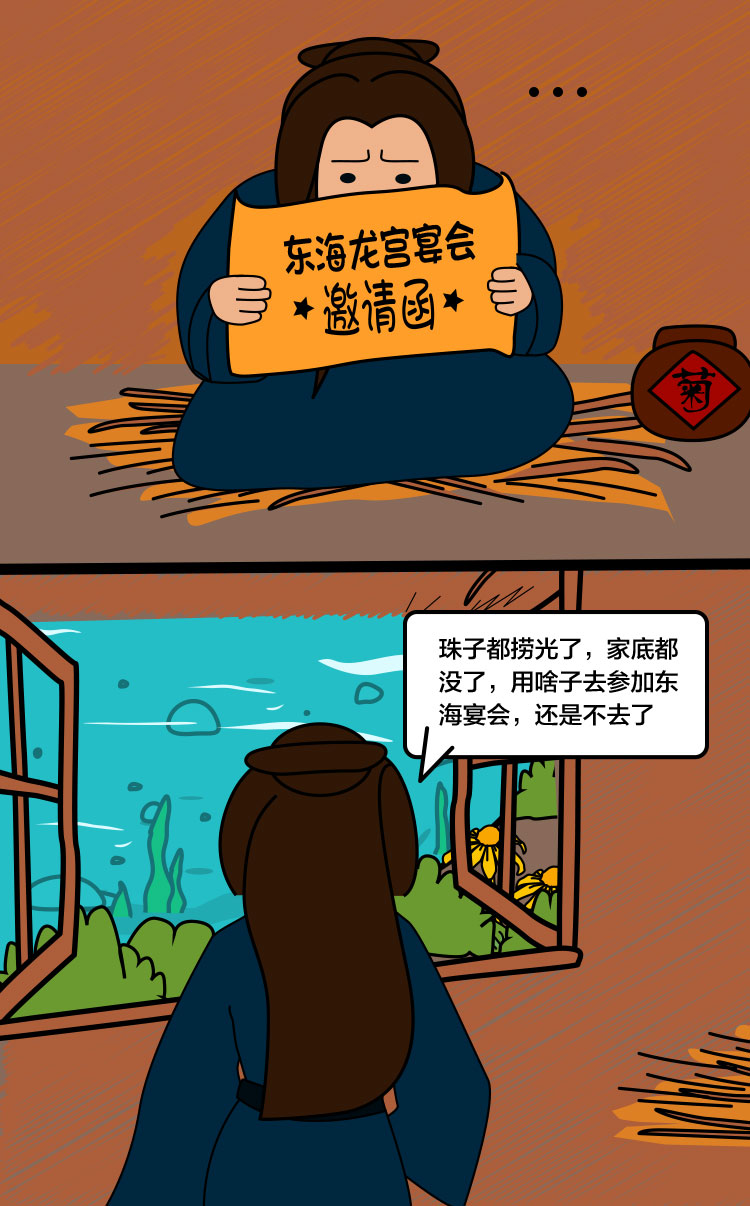 ...
东海龙宫宴会
邀请函
菊
珠子都捞光了，家底都
没了，用啥子去参加东
海宴会，还是不去了